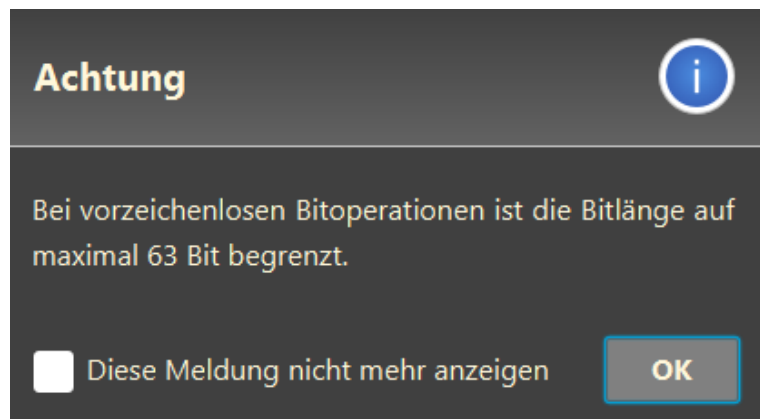 Achtung
i
Bei vorzeichenlosen Bitoperationen ist die Bitlänge auf
maximal 63 Bit begrenzt.
Diese Meldung nicht mehr anzeigen
OK